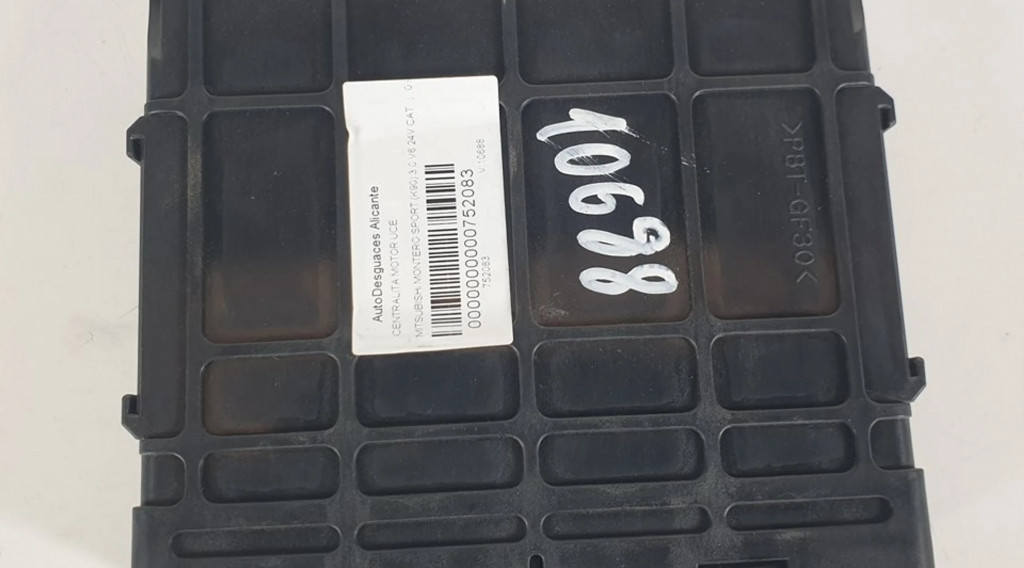 AutoDesguaces Alicante
CENTRALITA MOTOR UCE
MITSUBISHI MONTERO SPORT (K90) 3.0 V6 24V CAT
0000000000752083
752083
V.10688
10688
>PBT-GF30<